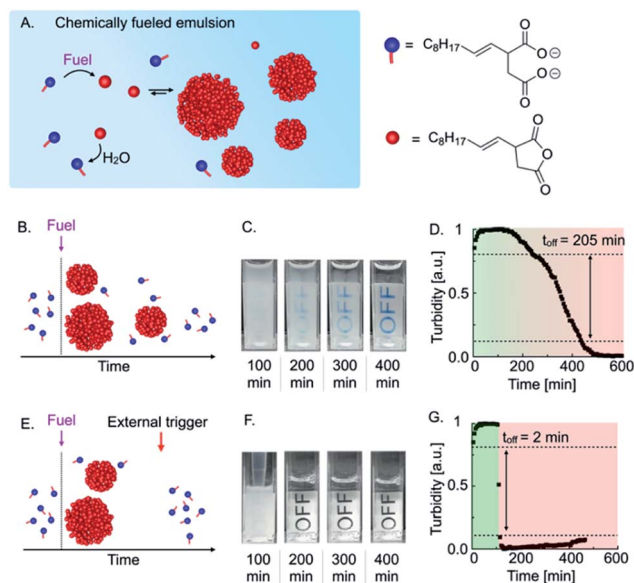 A. Chemically fueled emulsion
Fuel
H₂O
= C₈H₁₇
O
O⊖
O⊖
O
= C₈H₁₇
O
O
O
B. Fuel
Time
C.
OFF OFF OFF
100 min 200 min 300 min 400 min
D.
t_off = 205 min
Turbidity [a.u.]
1
0.5
0.0
0 200 400 600
Time [min]
E. Fuel External trigger
Time
F.
OFF OFF OFF
100 min 200 min 300 min 400 min
G.
t_off = 2 min
Turbidity [a.u.]
1
0.5
0.0
0 200 400 600
Time [min]